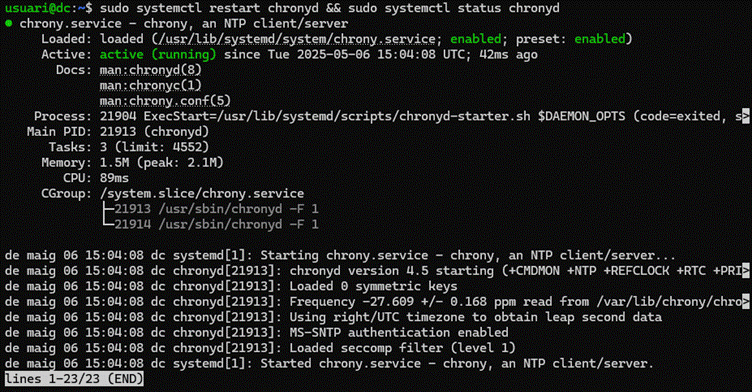 usuari@dc:~$ sudo systemctl restart chronyd && sudo systemctl status chronyd
● chrony.service - chrony, an NTP client/server
     Loaded: loaded (/usr/lib/systemd/system/chrony.service; enabled; preset: enabled)
     Active: active (running) since Tue 2025-05-06 15:04:08 UTC; 42ms ago
       Docs: man:chronyd(8)
             man:chronyc(1)
             man:chrony.conf(5)
    Process: 21904 ExecStart=/usr/lib/systemd/scripts/chronyd-starter.sh $DAEMON_OPTS (code=exited, s>
   Main PID: 21913 (chronyd)
      Tasks: 3 (limit: 4552)
     Memory: 1.5M (peak: 2.1M)
        CPU: 89ms
     CGroup: /system.slice/chrony.service
             ├─21913 /usr/sbin/chronyd -F 1
             └─21914 /usr/sbin/chronyd -F 1

de maig 06 15:04:08 dc systemd[1]: Starting chrony.service - chrony, an NTP client/server...
de maig 06 15:04:08 dc chronyd[21913]: chronyd version 4.5 starting (+CMDMON +NTP +REFCLOCK +RTC +PRI>
de maig 06 15:04:08 dc chronyd[21913]: Loaded 0 symmetric keys
de maig 06 15:04:08 dc chronyd[21913]: Frequency -27.609 +/- 0.168 ppm read from /var/lib/chrony/chro>
de maig 06 15:04:08 dc chronyd[21913]: Using right/UTC timezone to obtain leap second data
de maig 06 15:04:08 dc chronyd[21913]: MS-SNTP authentication enabled
de maig 06 15:04:08 dc chronyd[21913]: Loaded seccomp filter (level 1)
de maig 06 15:04:08 dc systemd[1]: Started chrony.service - chrony, an NTP client/server.
lines 1-23/23 (END)